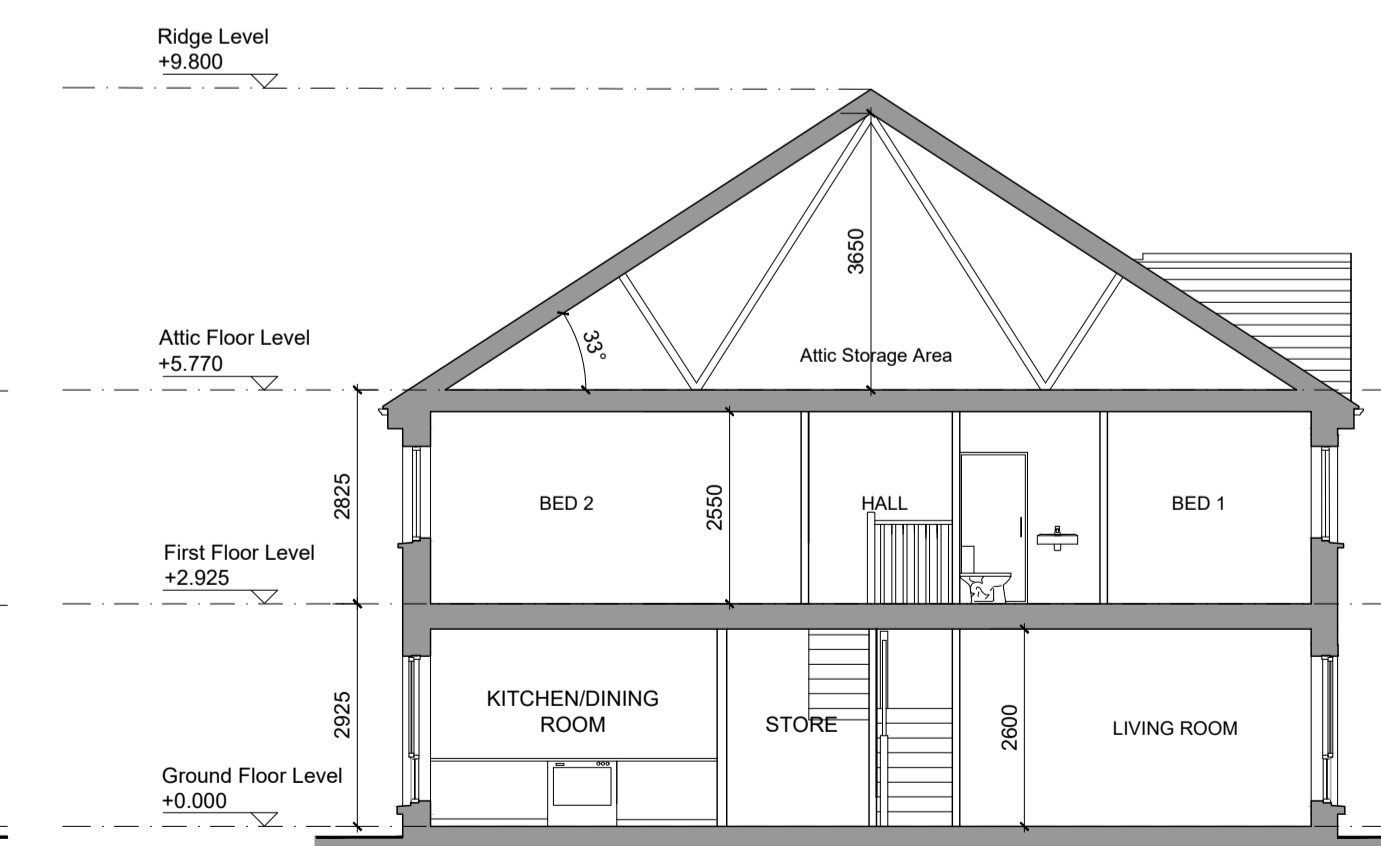 Ridge Level
+9.800
3650
33°
Attic Floor Level
+5.770
Attic Storage Area
2825
BED 2
2550
HALL
BED 1
First Floor Level
+2.925
2925
KITCHEN/DINING
ROOM
STORE
2600
LIVING ROOM
Ground Floor Level
+0.000